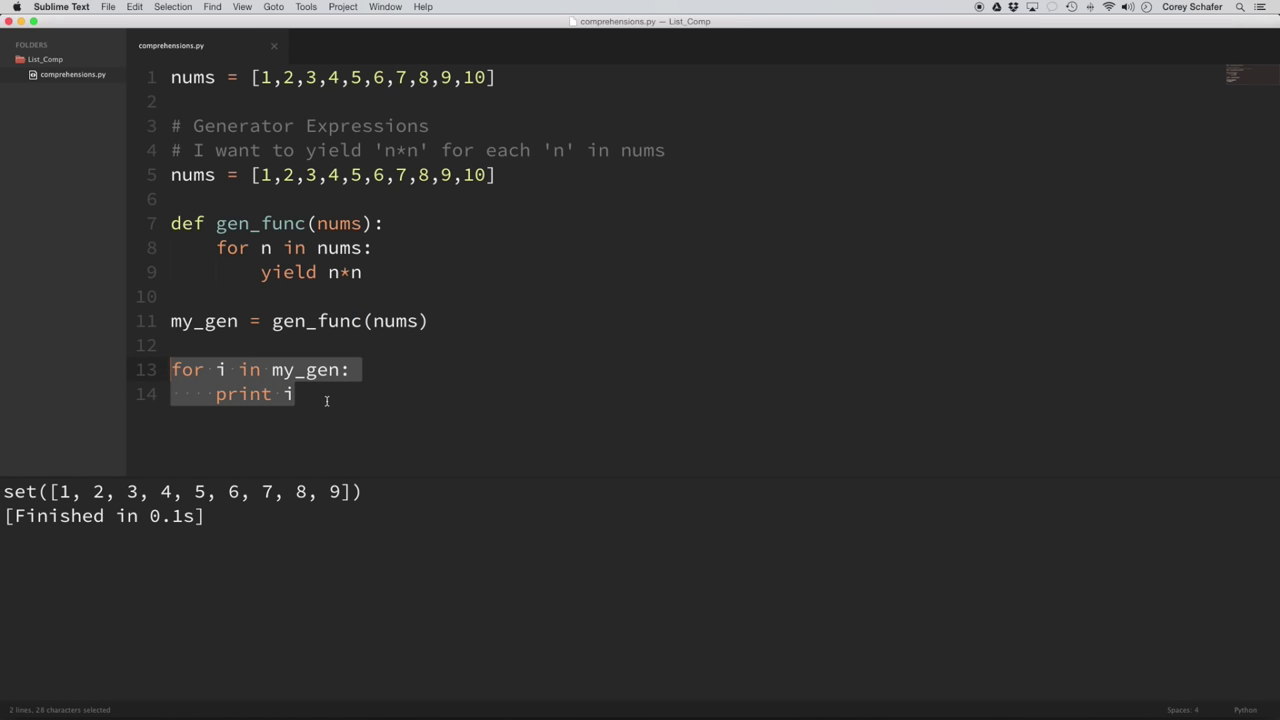 Sublime Text File Edit Selection Find View Goto Tools Project Window Help Corey Schafer
comprehensions.py — List_Comp
FOLDERS
List_Comp
comprehensions.py
comprehensions.py
1 nums = [1,2,3,4,5,6,7,8,9,10]
2
3 # Generator Expressions
4 # I want to yield 'n*n' for each 'n' in nums
5 nums = [1,2,3,4,5,6,7,8,9,10]
6
7 def gen_func(nums):
8     for n in nums:
9         yield n*n
10
11 my_gen = gen_func(nums)
12
13 for i in my_gen:
14     print i
set([1, 2, 3, 4, 5, 6, 7, 8, 9])
[Finished in 0.1s]
2 lines, 28 characters selected Spaces: 4 Python